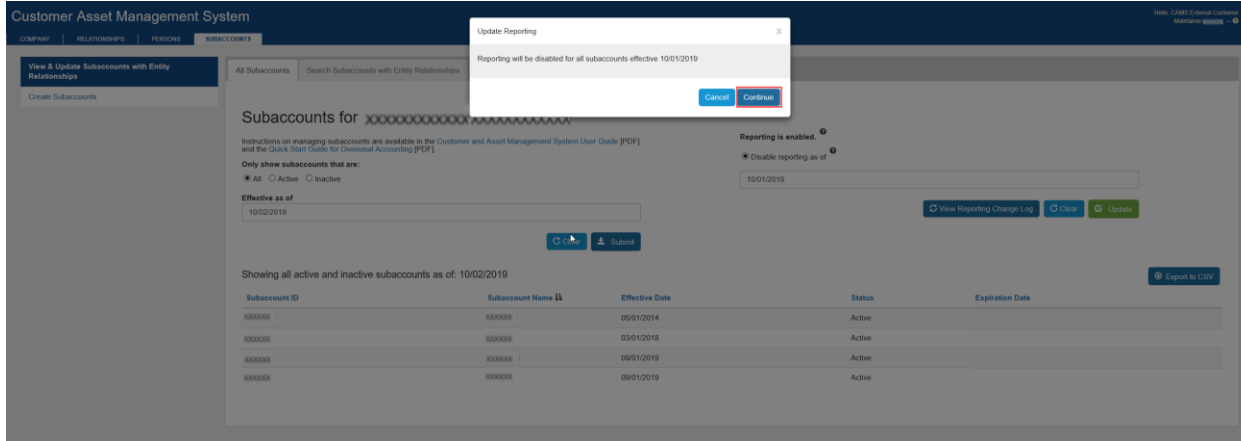 Customer Asset Management System
Hello, CAMS External Customer
Maintainer
COMPANY RELATIONSHIPS PERSONS SUBACCOUNTS
Update Reporting X
Reporting will be disabled for all subaccounts effective 10/01/2019
Cancel Continue
View & Update Subaccounts with Entity
Relationships
Create Subaccounts
All Subaccounts Search Subaccounts with Entity Relationships
Subaccounts for XXXXXXXXXXXX XXXXXXXXXXXX
Instructions on managing subaccounts are available in the Customer and Asset Management System User Guide [PDF]
and the Quick Start Guide for Divisional Accounting [PDF].
Only show subaccounts that are:
All Active Inactive
Effective as of
10/02/2019
Clear Submit
Reporting is enabled.
Disable reporting as of
10/01/2019
View Reporting Change Log Clear Update
Showing all active and inactive subaccounts as of: 10/02/2019
Export to CSV
Subaccount ID Subaccount Name Effective Date Status Expiration Date
XXXXXX XXXXXX 05/01/2014 Active
XXXXXX XXXXXX 03/01/2018 Active
XXXXXX XXXXXX 09/01/2019 Active
XXXXXX XXXXXX 09/01/2019 Active